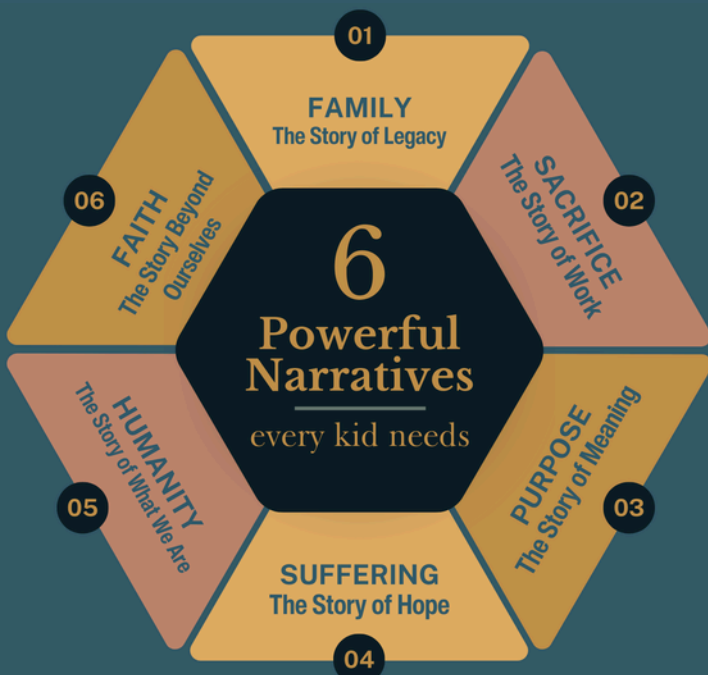 6
Powerful
Narratives
every kid needs
01
FAMILY
The Story of Legacy
02
SACRIFICE
The Story of Work
03
PURPOSE
The Story of Meaning
04
SUFFERING
The Story of Hope
05
HUMANITY
The Story of What We Are
06
FAITH
The Story Beyond
Ourselves